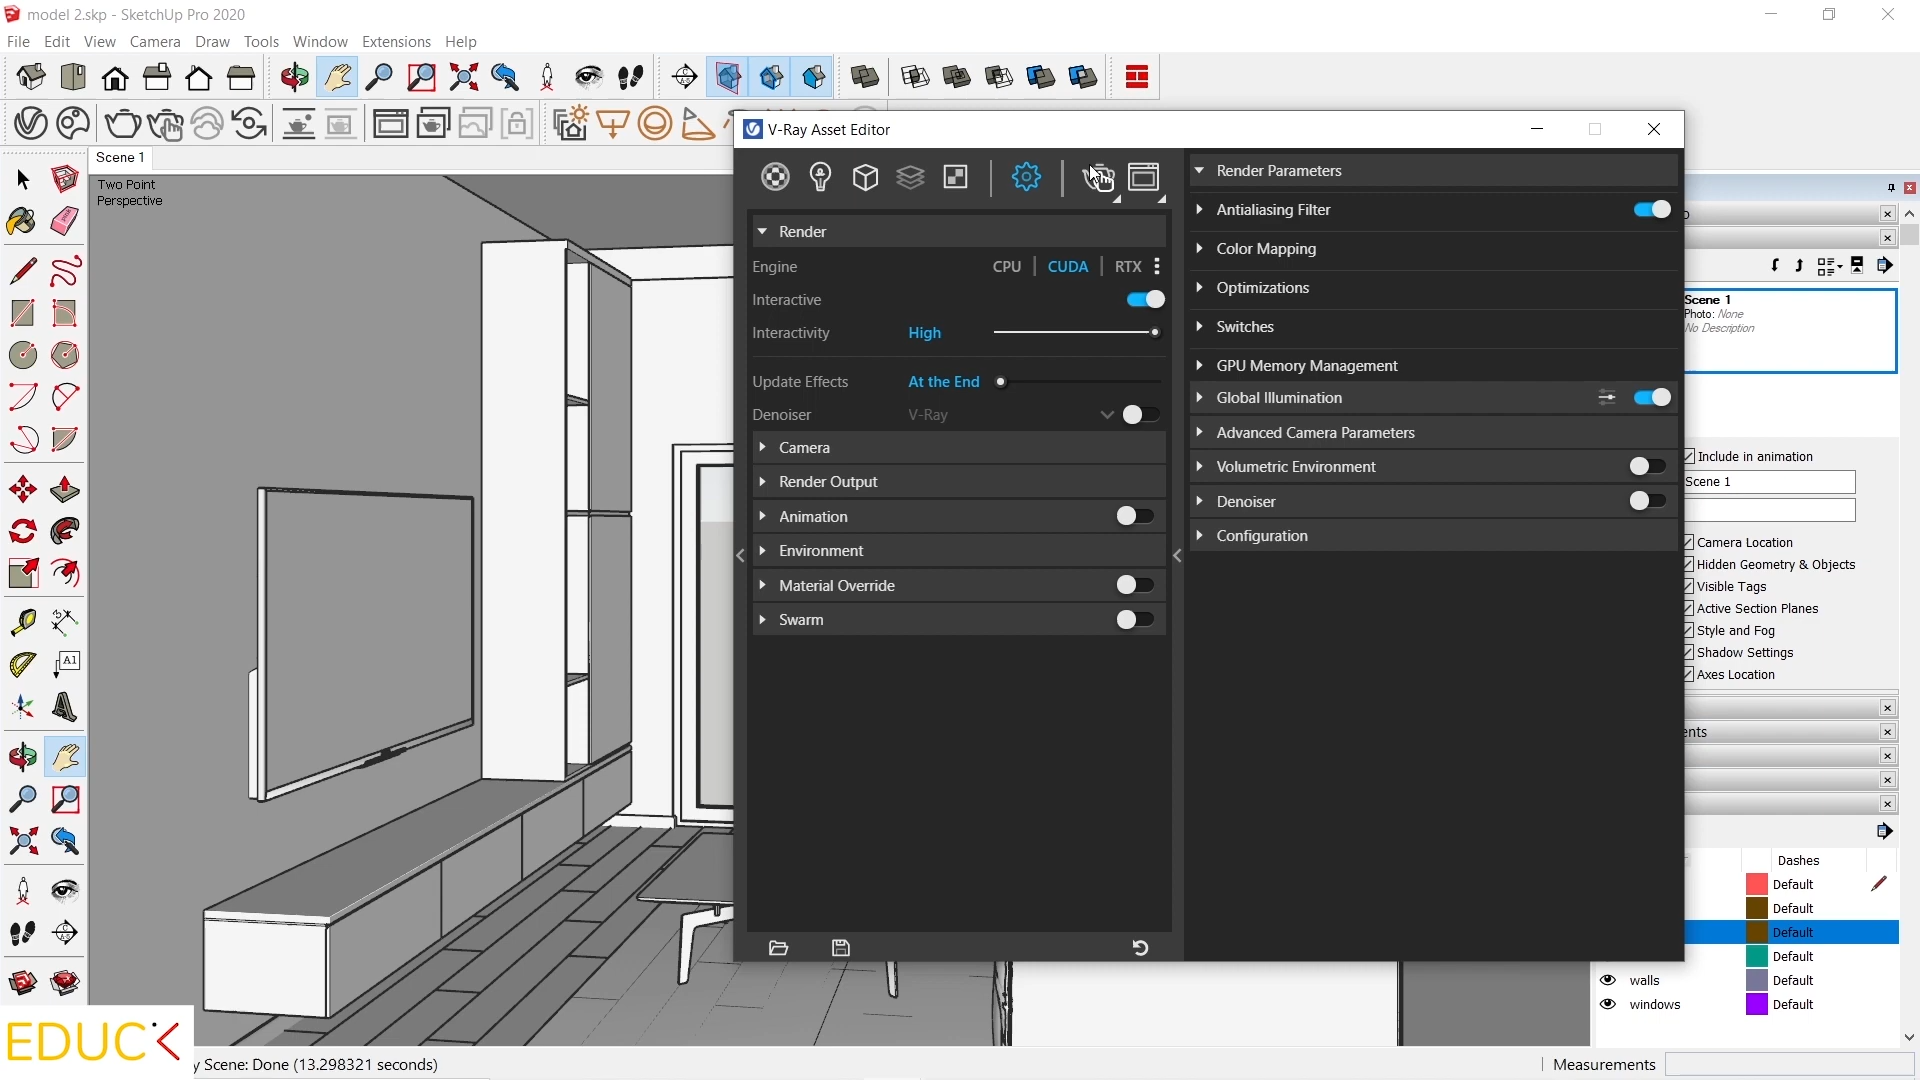 model 2.skp - SketchUp Pro 2020
File Edit View Camera Draw Tools Window Extensions Help
V-Ray Asset Editor
Scene 1
Two Point
Perspective
Render
Engine CPU CUDA RTX
Interactive
Interactivity High
Update Effects At the End
Denoiser V-Ray
Camera
Render Output
Animation
Environment
Material Override
Swarm
Render Parameters
Antialiasing Filter
Color Mapping
Optimizations
Switches
GPU Memory Management
Global Illumination
Advanced Camera Parameters
Volumetric Environment
Denoiser
Configuration
Scene 1
Photo: None
No Description
Include in animation
Scene 1
Camera Location
Hidden Geometry & Objects
Visible Tags
Active Section Planes
Style and Fog
Shadow Settings
Axes Location
Dashes
Default
Default
Default
Default
walls Default
windows Default
A1
EDUCK
Scene: Done (13.298321 seconds)
Measurements